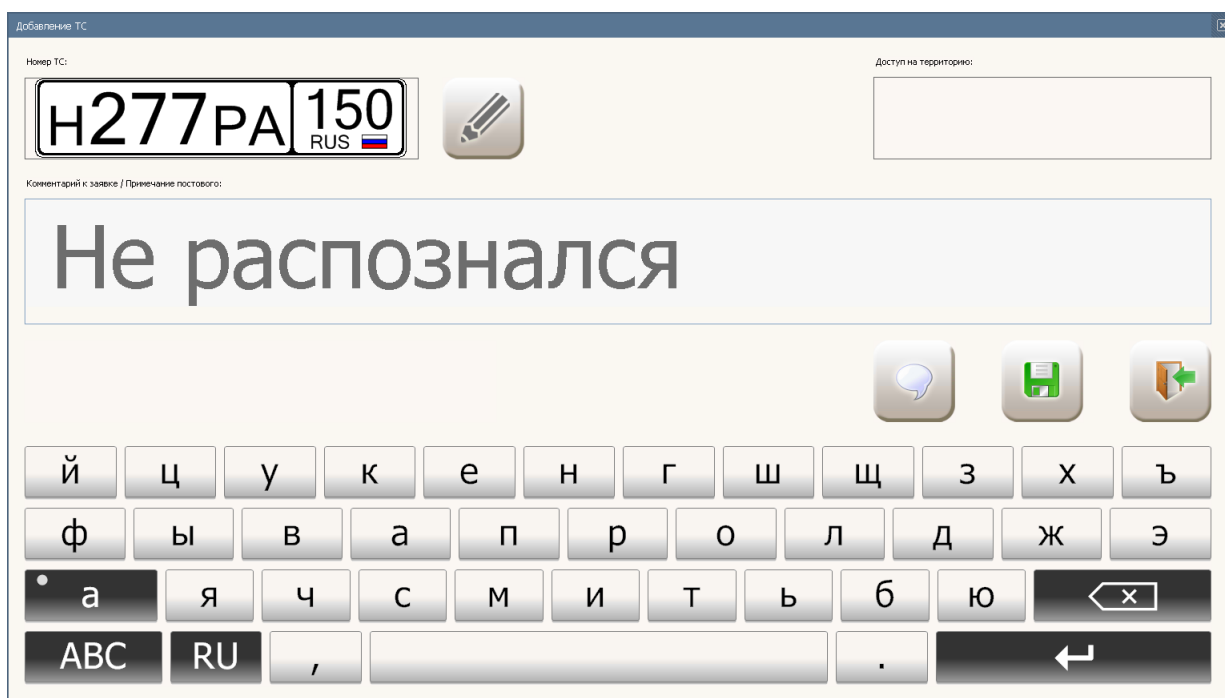 Добавление ТС
Номер ТС:
Доступ на территорию:
Н277РА 150
RUS
Комментарий к заявке / Примечание постового:
Не распознался
й ц у к е н г ш щ з х ъ
ф ы в а п р о л д ж э
а я ч с м и т ь б ю
ABC RU , .